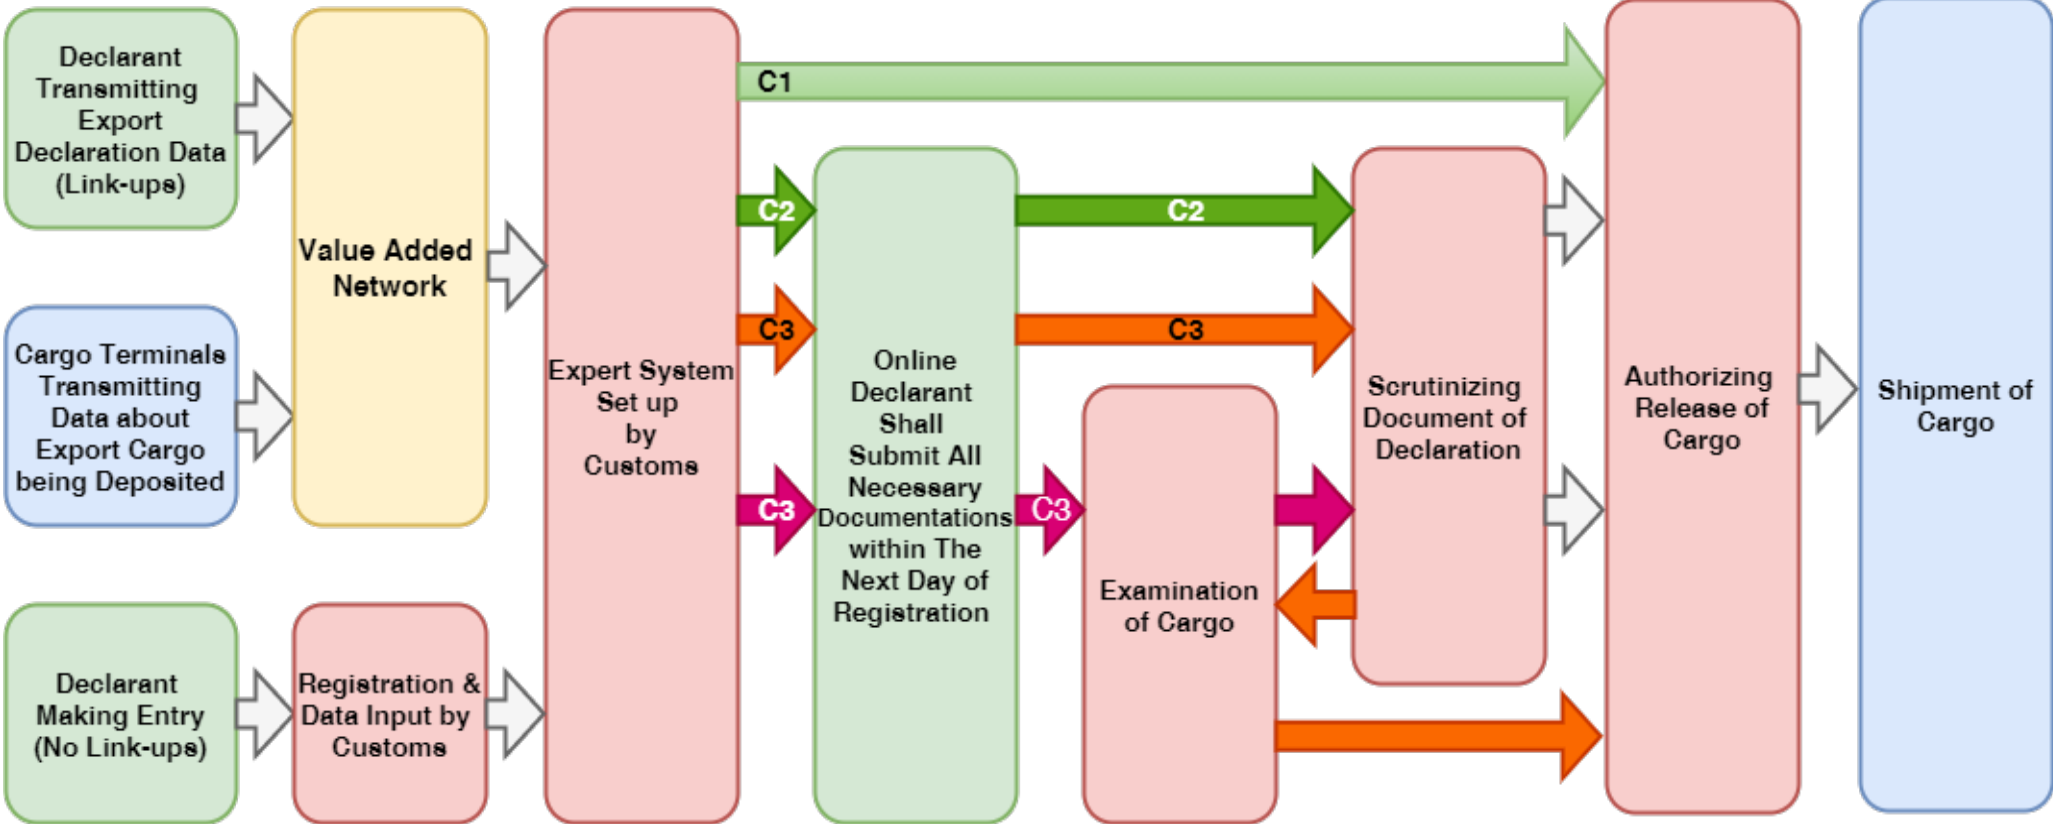 Declarant
Transmitting
Export
Declaration Data
(Link-ups)
Cargo Terminals
Transmitting
Data about
Export Cargo
being Deposited
Declarant
Making Entry
(No Link-ups)
Value Added
Network
Registration &
Data Input by
Customs
Expert System
Set up
by
Customs
C1
C2
C3
C3
Online
Declarant
Shall
Submit All
Necessary
Documentations
within The
Next Day of
Registration
C2
C3
C3
Examination
of Cargo
Scrutinizing
Document of
Declaration
Authorizing
Release of
Cargo
Shipment of
Cargo